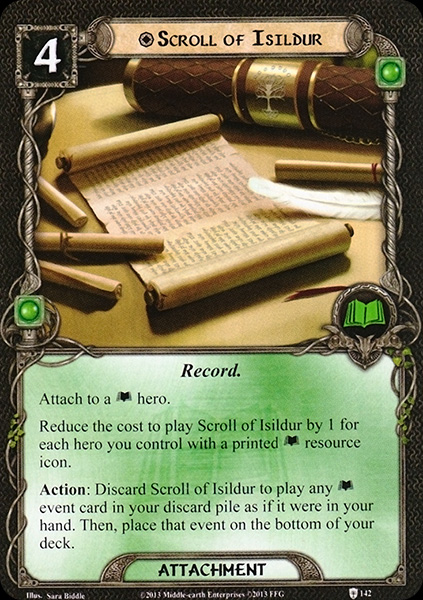 4
Scroll of Isildur
Record.
Attach to a hero.
Reduce the cost to play Scroll of Isildur by 1 for
each hero you control with a printed resource
icon.
Action: Discard Scroll of Isildur to play any
event card in your discard pile as if it were in your
hand. Then, place that event on the bottom of your
deck.
ATTACHMENT
Illus. Sara Biddle
©2013 Middle-earth Enterprises ©2013 FFG
142